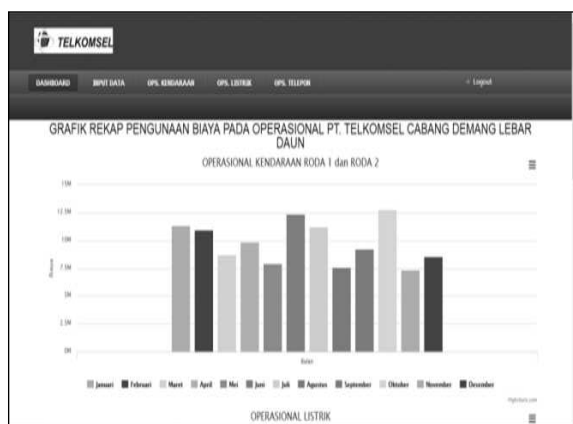 TELKOMSEL
DASHBOARD INPUT DATA OPS. KENDARAAN OPS. LISTRIK OPS. TELEPON Logout
GRAFIK REKAP PENGUNAAN BIAYA PADA OPERASIONAL PT. TELKOMSEL CABANG DEMANG LEBAR
DAUN
OPERASIONAL KENDARAAN RODA 1 dan RODA 2
15M
12.5M
10M
7.5M
5M
2.5M
0M
Bulan
Januari Februari Maret April Mei Juni Juli Agustus September Oktober November Desember
Highcharts.com
OPERASIONAL LISTRIK